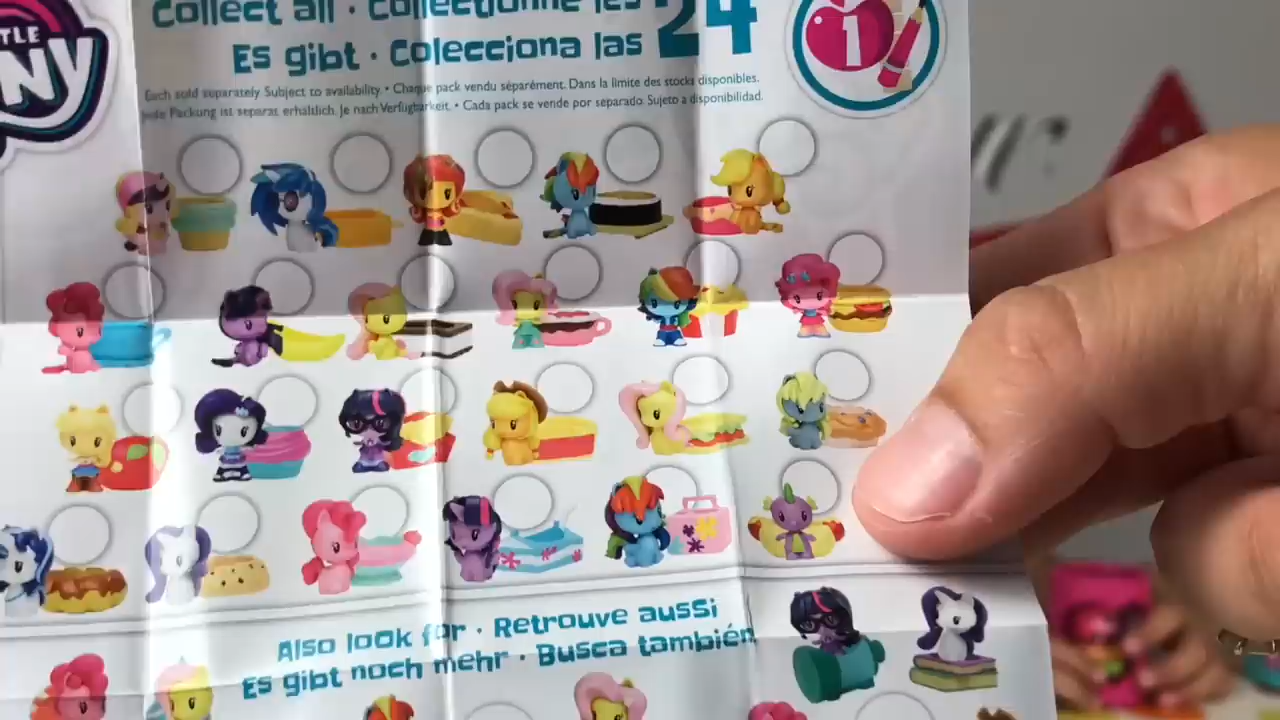 Collect all · Collectionne les 24
Es gibt · Colecciona las
TLE
NY
1
Each sold separately Subject to availability. • Chaque pack vendu séparément. Dans la limite des stocks disponibles.
Jede Packung ist separat erhältlich. Je nach Verfügbarkeit. • Cada pack se vende por separado. Sujeto a disponibilidad.
Also look for · Retrouve aussi
Es gibt noch mehr · Busca también